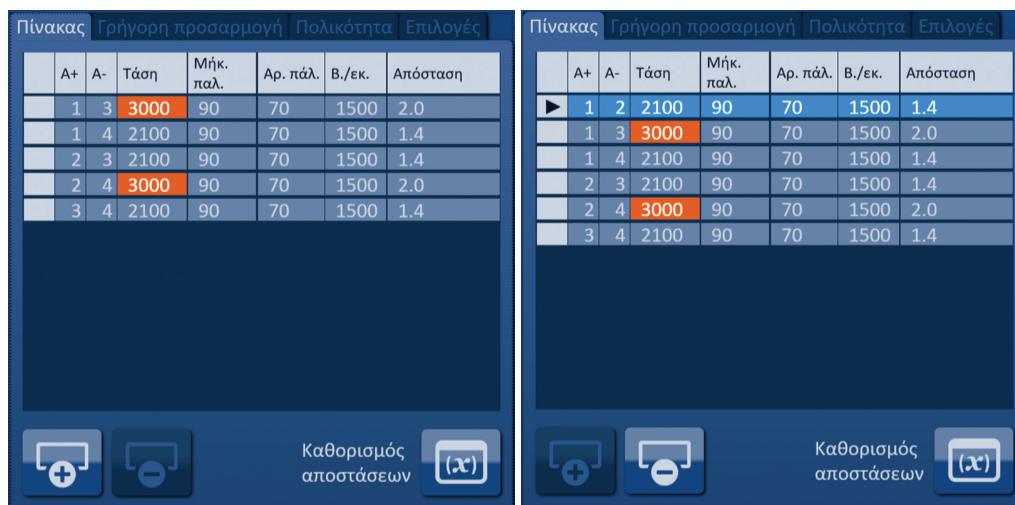 Πίνακας Γρήγορη προσαρμογή Πολικότητα Επιλογές
A+ A- Τάση Μήκ. παλ. Αρ. πάλ. Β./εκ. Απόσταση
1 3 3000 90 70 1500 2.0
1 4 2100 90 70 1500 1.4
2 3 2100 90 70 1500 1.4
2 4 3000 90 70 1500 2.0
3 4 2100 90 70 1500 1.4
Καθορισμός
αποστάσεων
(x)
Πίνακας Γρήγορη προσαρμογή Πολικότητα Επιλογές
A+ A- Τάση Μήκ. παλ. Αρ. πάλ. Β./εκ. Απόσταση
1 2 2100 90 70 1500 1.4
1 3 3000 90 70 1500 2.0
1 4 2100 90 70 1500 1.4
2 3 2100 90 70 1500 1.4
2 4 3000 90 70 1500 2.0
3 4 2100 90 70 1500 1.4
Καθορισμός
αποστάσεων
(x)